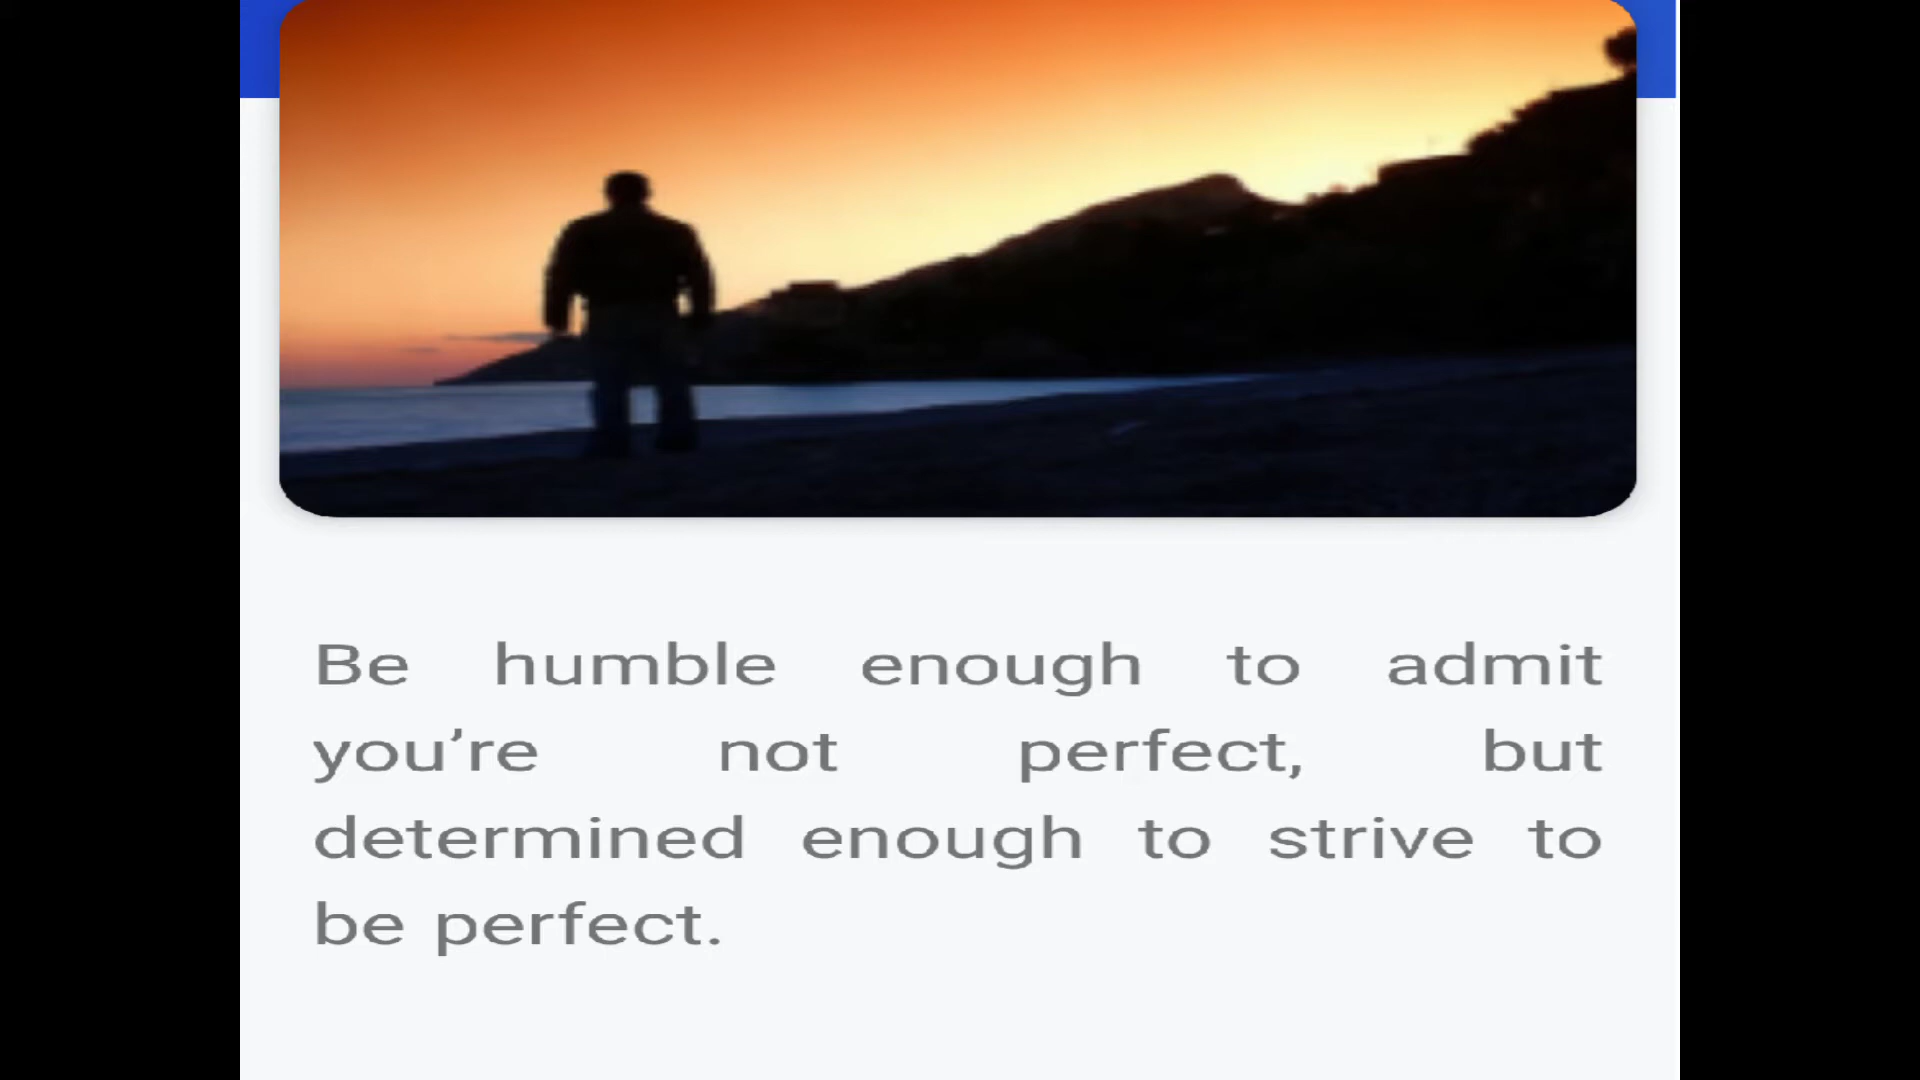 Be humble enough to admit
you’re not perfect, but
determined enough to strive to
be perfect.